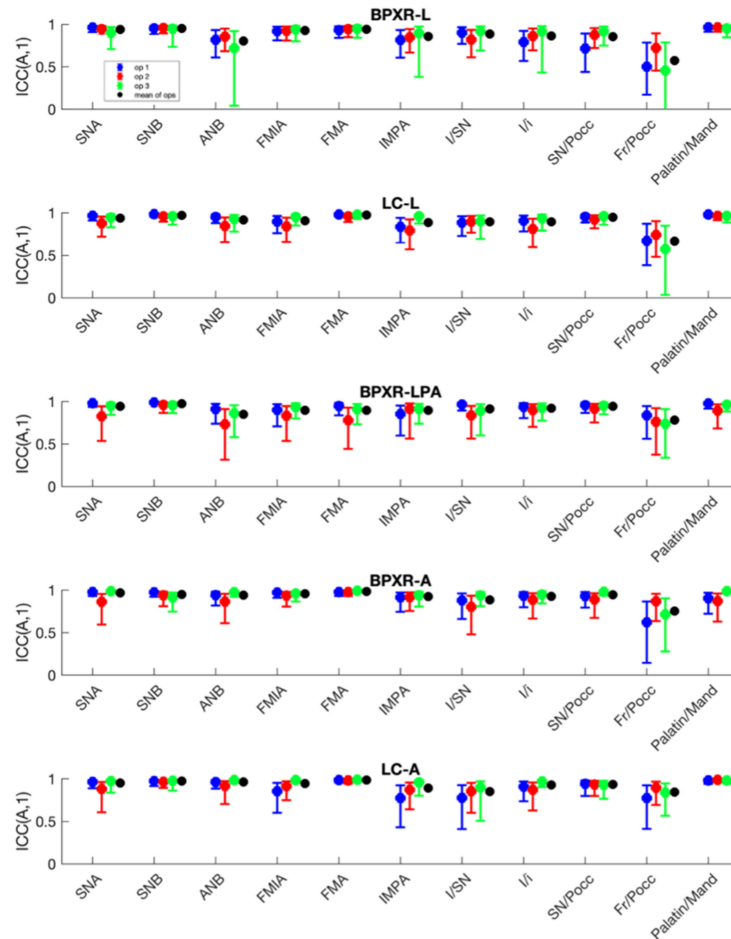 BPXR-L
ICC(A,1)
1
0.5
0
op 1
op 2
op 3
mean of ops
SNA
SNB
ANB
FMIA
FMA
IMPA
I/SN
I/i
SN/Pocc
Fr/Pocc
Palatin/Mand
LC-L
ICC(A,1)
1
0.5
0
SNA
SNB
ANB
FMIA
FMA
IMPA
I/SN
I/i
SN/Pocc
Fr/Pocc
Palatin/Mand
BPXR-LPA
ICC(A,1)
1
0.5
0
SNA
SNB
ANB
FMIA
FMA
IMPA
I/SN
I/i
SN/Pocc
Fr/Pocc
Palatin/Mand
BPXR-A
ICC(A,1)
1
0.5
0
SNA
SNB
ANB
FMIA
FMA
IMPA
I/SN
I/i
SN/Pocc
Fr/Pocc
Palatin/Mand
LC-A
ICC(A,1)
1
0.5
0
SNA
SNB
ANB
FMIA
FMA
IMPA
I/SN
I/i
SN/Pocc
Fr/Pocc
Palatin/Mand